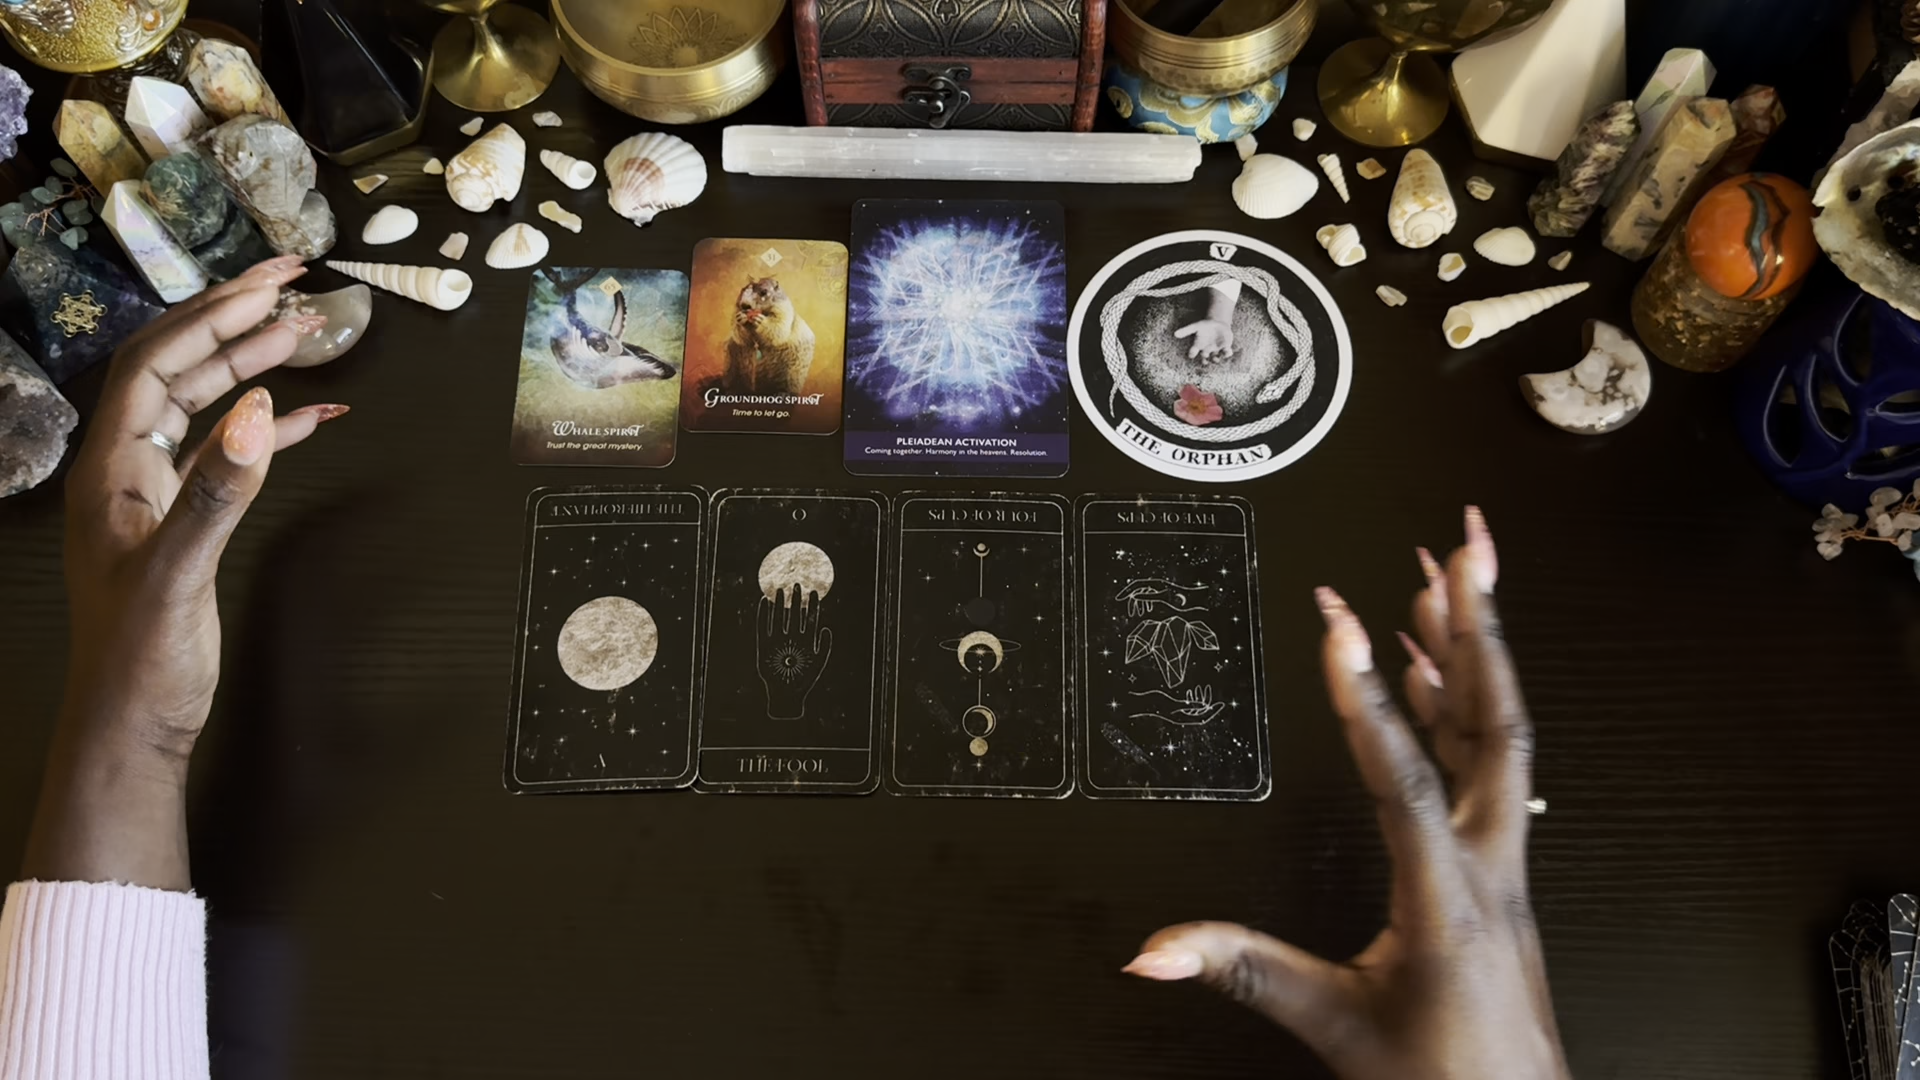 63
WHALE SPIRIT
Trust the great mystery.
GROUNDHOG SPIRIT
Time to let go.
PLEIADEAN ACTIVATION
Coming together. Harmony in the heavens. Resolution.
V
THE ORPHAN
THE HIEROPHANT
V
0
THE FOOL
FOUR OF CUPS
FIVE OF CUPS